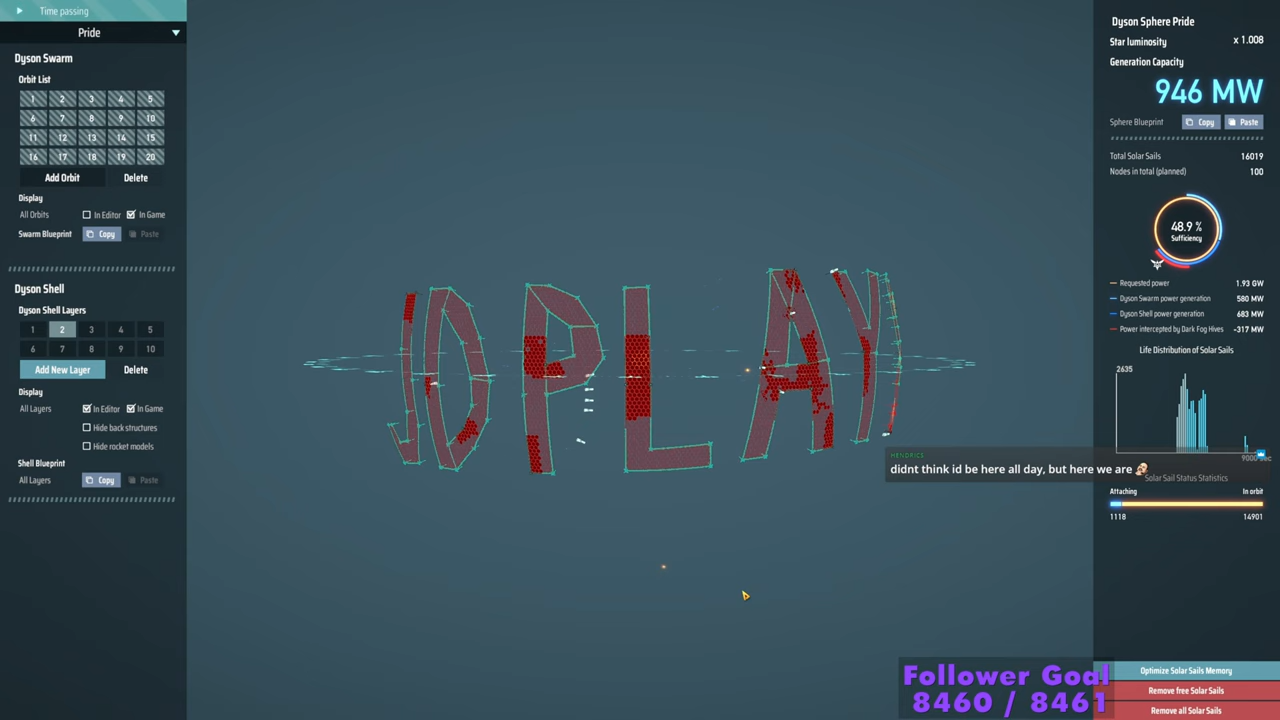 Time passing
Pride
Dyson Swarm
Orbit List
1 2 3 4 5
6 7 8 9 10
11 12 13 14 15
16 17 18 19 20
Add Orbit Delete
Display
All Orbits In Editor In Game
Swarm Blueprint Copy Paste
Dyson Shell
Dyson Shell Layers
1 2 3 4 5
6 7 8 9 10
Add New Layer Delete
Display
All Layers In Editor In Game
Hide back structures
Hide rocket models
Shell Blueprint
All Layers Copy Paste
JDPLAY
HENDRICS
didnt think id be here all day, but here we are
Follower Goal
8460 / 8461
Dyson Sphere Pride
Star luminosity x 1.008
Generation Capacity
946 MW
Sphere Blueprint Copy Paste
Total Solar Sails 16019
Nodes in total (planned) 100
48.9 %
Sufficiency
Requested power 1.93 GW
Dyson Swarm power generation 580 MW
Dyson Shell power generation 683 MW
Power intercepted by Dark Fog Hives -317 MW
Life Distribution of Solar Sails
2635
9000 sec
Solar Sail Status Statistics
Attaching In orbit
1118 14901
Optimize Solar Sails Memory
Remove free Solar Sails
Remove all Solar Sails